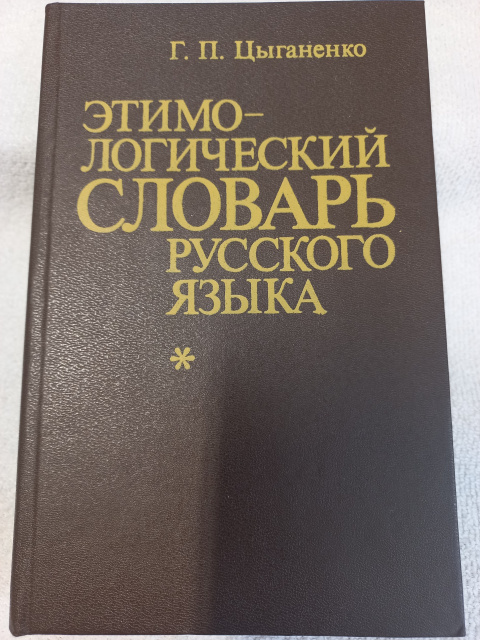 Г. П. Цыганенко
ЭТИМО-
ЛОГИЧЕСКИЙ
СЛОВАРЬ
РУССКОГО
ЯЗЫКА
*